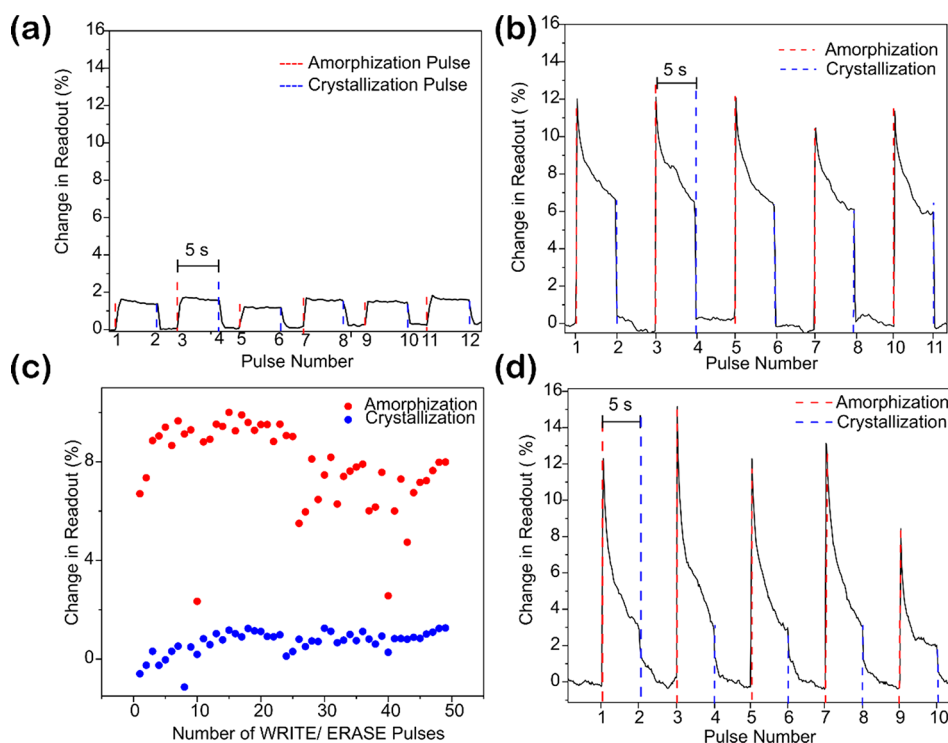 (a)
16
14
12
10
8
6
4
2
0
Change in Readout (%)
Amorphization Pulse
Crystallization Pulse
5 s
1 2 3 4 5 6 7 8 9 10 11 12
Pulse Number
(b)
16
14
12
10
8
6
4
2
0
Change in Readout ( %)
Amorphization
Crystallization
5 s
1 2 3 4 5 6 7 8 9 10 11
Pulse Number
(c)
8
4
0
Change in Readout (%)
Amorphization
Crystallization
0 10 20 30 40 50
Number of WRITE/ ERASE Pulses
(d)
16
14
12
10
8
6
4
2
0
Change in Readout ( %)
Amorphization
Crystallization
5 s
1 2 3 4 5 6 7 8 9 10
Pulse Number